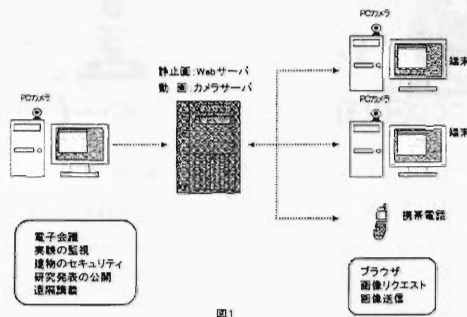 PCカメラ
静止画:Webサーバ
動 画:カメラサーバ
PCカメラ
端末
PCカメラ
端末
携帯電話
電子会議
実験の監視
建物のセキュリティ
研究発表の公開
遠隔講義
ブラウザ
画像リクエスト
画像送信
図1